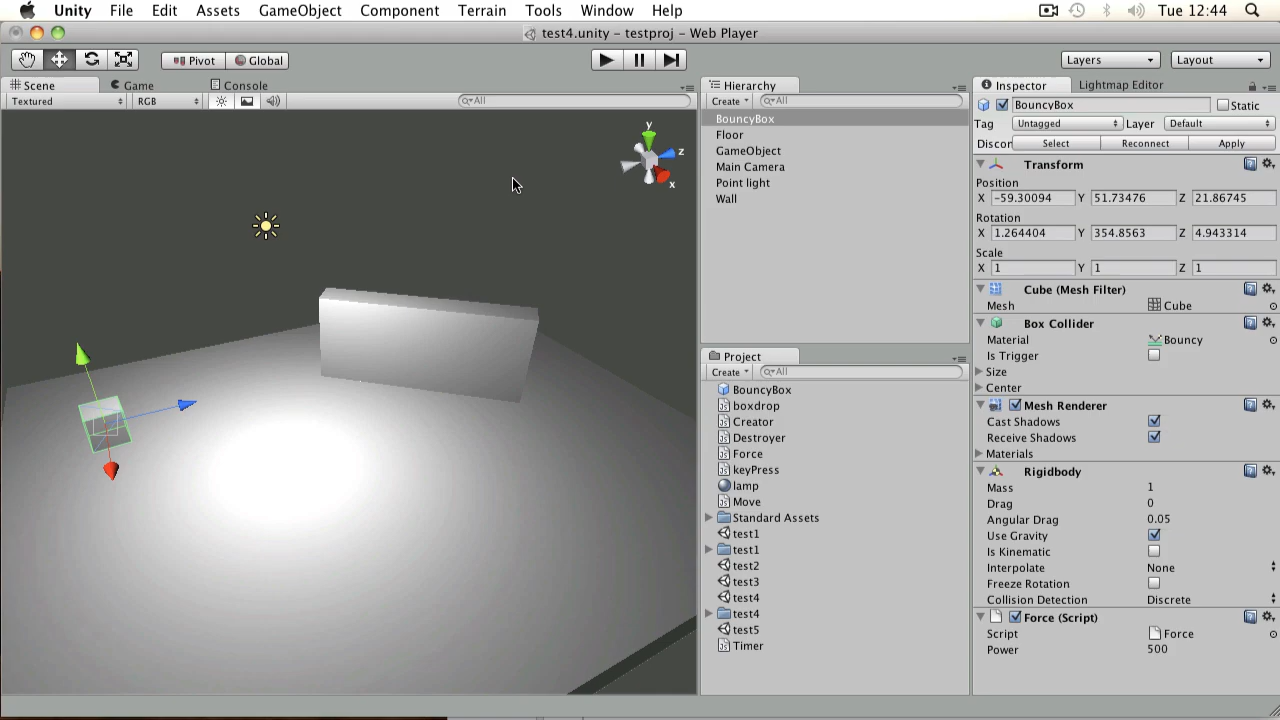 Unity File Edit Assets GameObject Component Terrain Tools Window Help Tue 12:44
test4.unity – testproj – Web Player
Pivot Global Layers Layout
Scene Game Console
Textured RGB All
Hierarchy
Create All
BouncyBox
Floor
GameObject
Main Camera
Point light
Wall
y
z
x
Project
Create All
BouncyBox
boxdrop
Creator
Destroyer
Force
keyPress
lamp
Move
Standard Assets
test1
test1
test2
test3
test4
test4
test5
Timer
Inspector Lightmap Editor
BouncyBox Static
Tag Untagged Layer Default
Discor Select Reconnect Apply
Transform
Position
X -59.30094 Y 51.73476 Z 21.86745
Rotation
X 1.264404 Y 354.8563 Z 4.943314
Scale
X 1 Y 1 Z 1
Cube (Mesh Filter)
Mesh Cube
Box Collider
Material Bouncy
Is Trigger
Size
Center
Mesh Renderer
Cast Shadows
Receive Shadows
Materials
Rigidbody
Mass 1
Drag 0
Angular Drag 0.05
Use Gravity
Is Kinematic
Interpolate None
Freeze Rotation
Collision Detection Discrete
Force (Script)
Script Force
Power 500